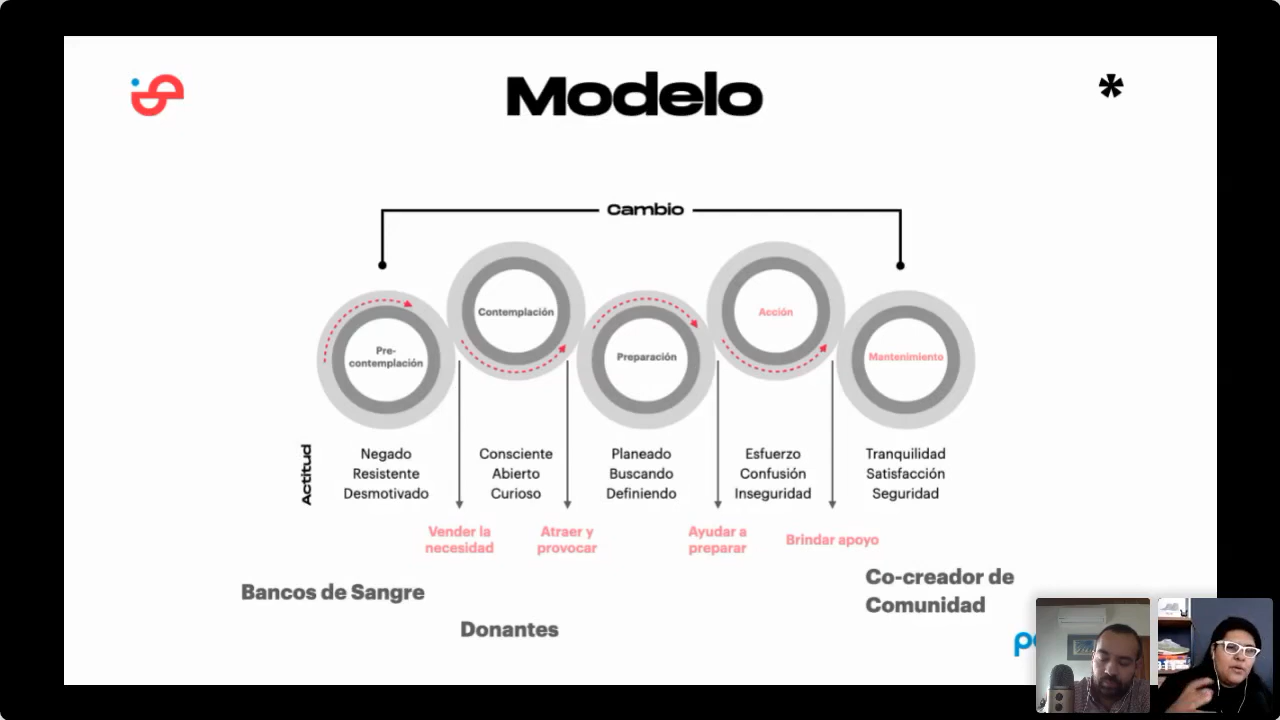 Modelo
*
Cambio
Pre-
contemplación
Contemplación
Preparación
Acción
Mantenimiento
Actitud
Negado
Resistente
Desmotivado
Consciente
Abierto
Curioso
Planeado
Buscando
Definiendo
Esfuerzo
Confusión
Inseguridad
Tranquilidad
Satisfacción
Seguridad
Vender la
necesidad
Atraer y
provocar
Ayudar a
preparar
Brindar apoyo
Bancos de Sangre
Donantes
Co-creador de
Comunidad